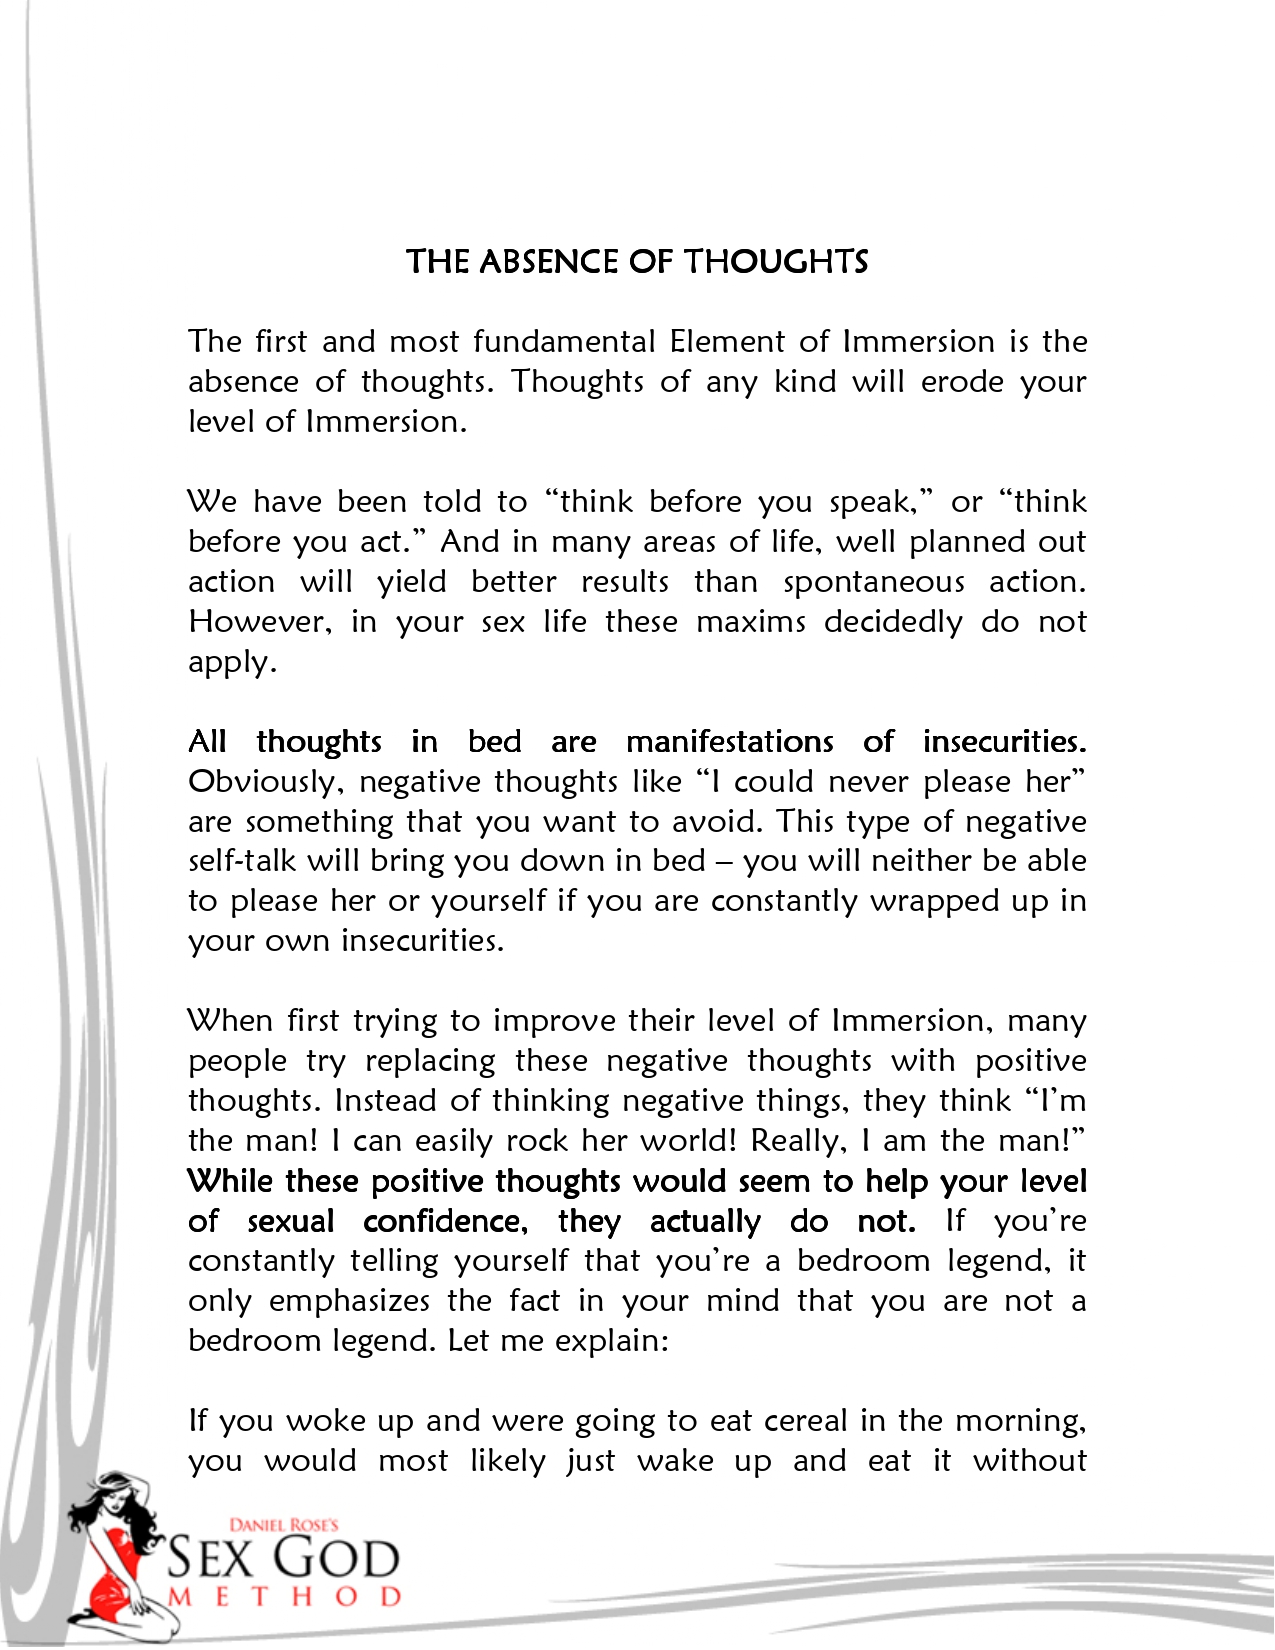 THE ABSENCE OF THOUGHTS
The first and most fundamental Element of Immersion is the
absence of thoughts. Thoughts of any kind will erode your
level of Immersion.
We have been told to “think before you speak,” or “think
before you act.” And in many areas of life, well planned out
action will yield better results than spontaneous action.
However, in your sex life these maxims decidedly do not
apply.
All thoughts in bed are manifestations of insecurities.
Obviously, negative thoughts like “I could never please her”
are something that you want to avoid. This type of negative
self-talk will bring you down in bed – you will neither be able
to please her or yourself if you are constantly wrapped up in
your own insecurities.
When first trying to improve their level of Immersion, many
people try replacing these negative thoughts with positive
thoughts. Instead of thinking negative things, they think “I’m
the man! I can easily rock her world! Really, I am the man!”
While these positive thoughts would seem to help your level
of sexual confidence, they actually do not. If you’re
constantly telling yourself that you’re a bedroom legend, it
only emphasizes the fact in your mind that you are not a
bedroom legend. Let me explain:
If you woke up and were going to eat cereal in the morning,
you would most likely just wake up and eat it without
DANIEL ROSE’S
SEX GOD
METHOD